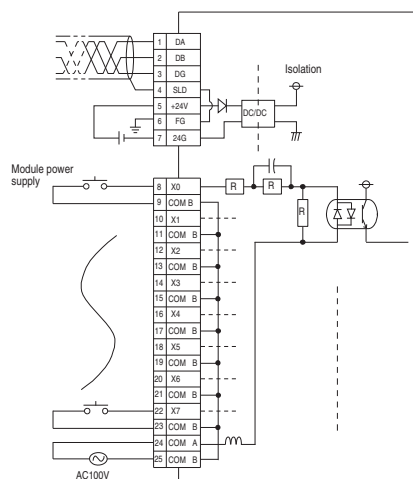 1 DA
2 DB
3 DG
4 SLD
5 +24V
6 FG
7 24G
DC/DC
Isolation
Module power
supply
8 X0
9 COM B
10 X1
11 COM B
12 X2
13 COM B
14 X3
15 COM B
16 X4
17 COM B
18 X5
19 COM B
20 X6
21 COM B
22 X7
23 COM B
24 COM A
25 COM B
R
R
R
AC100V